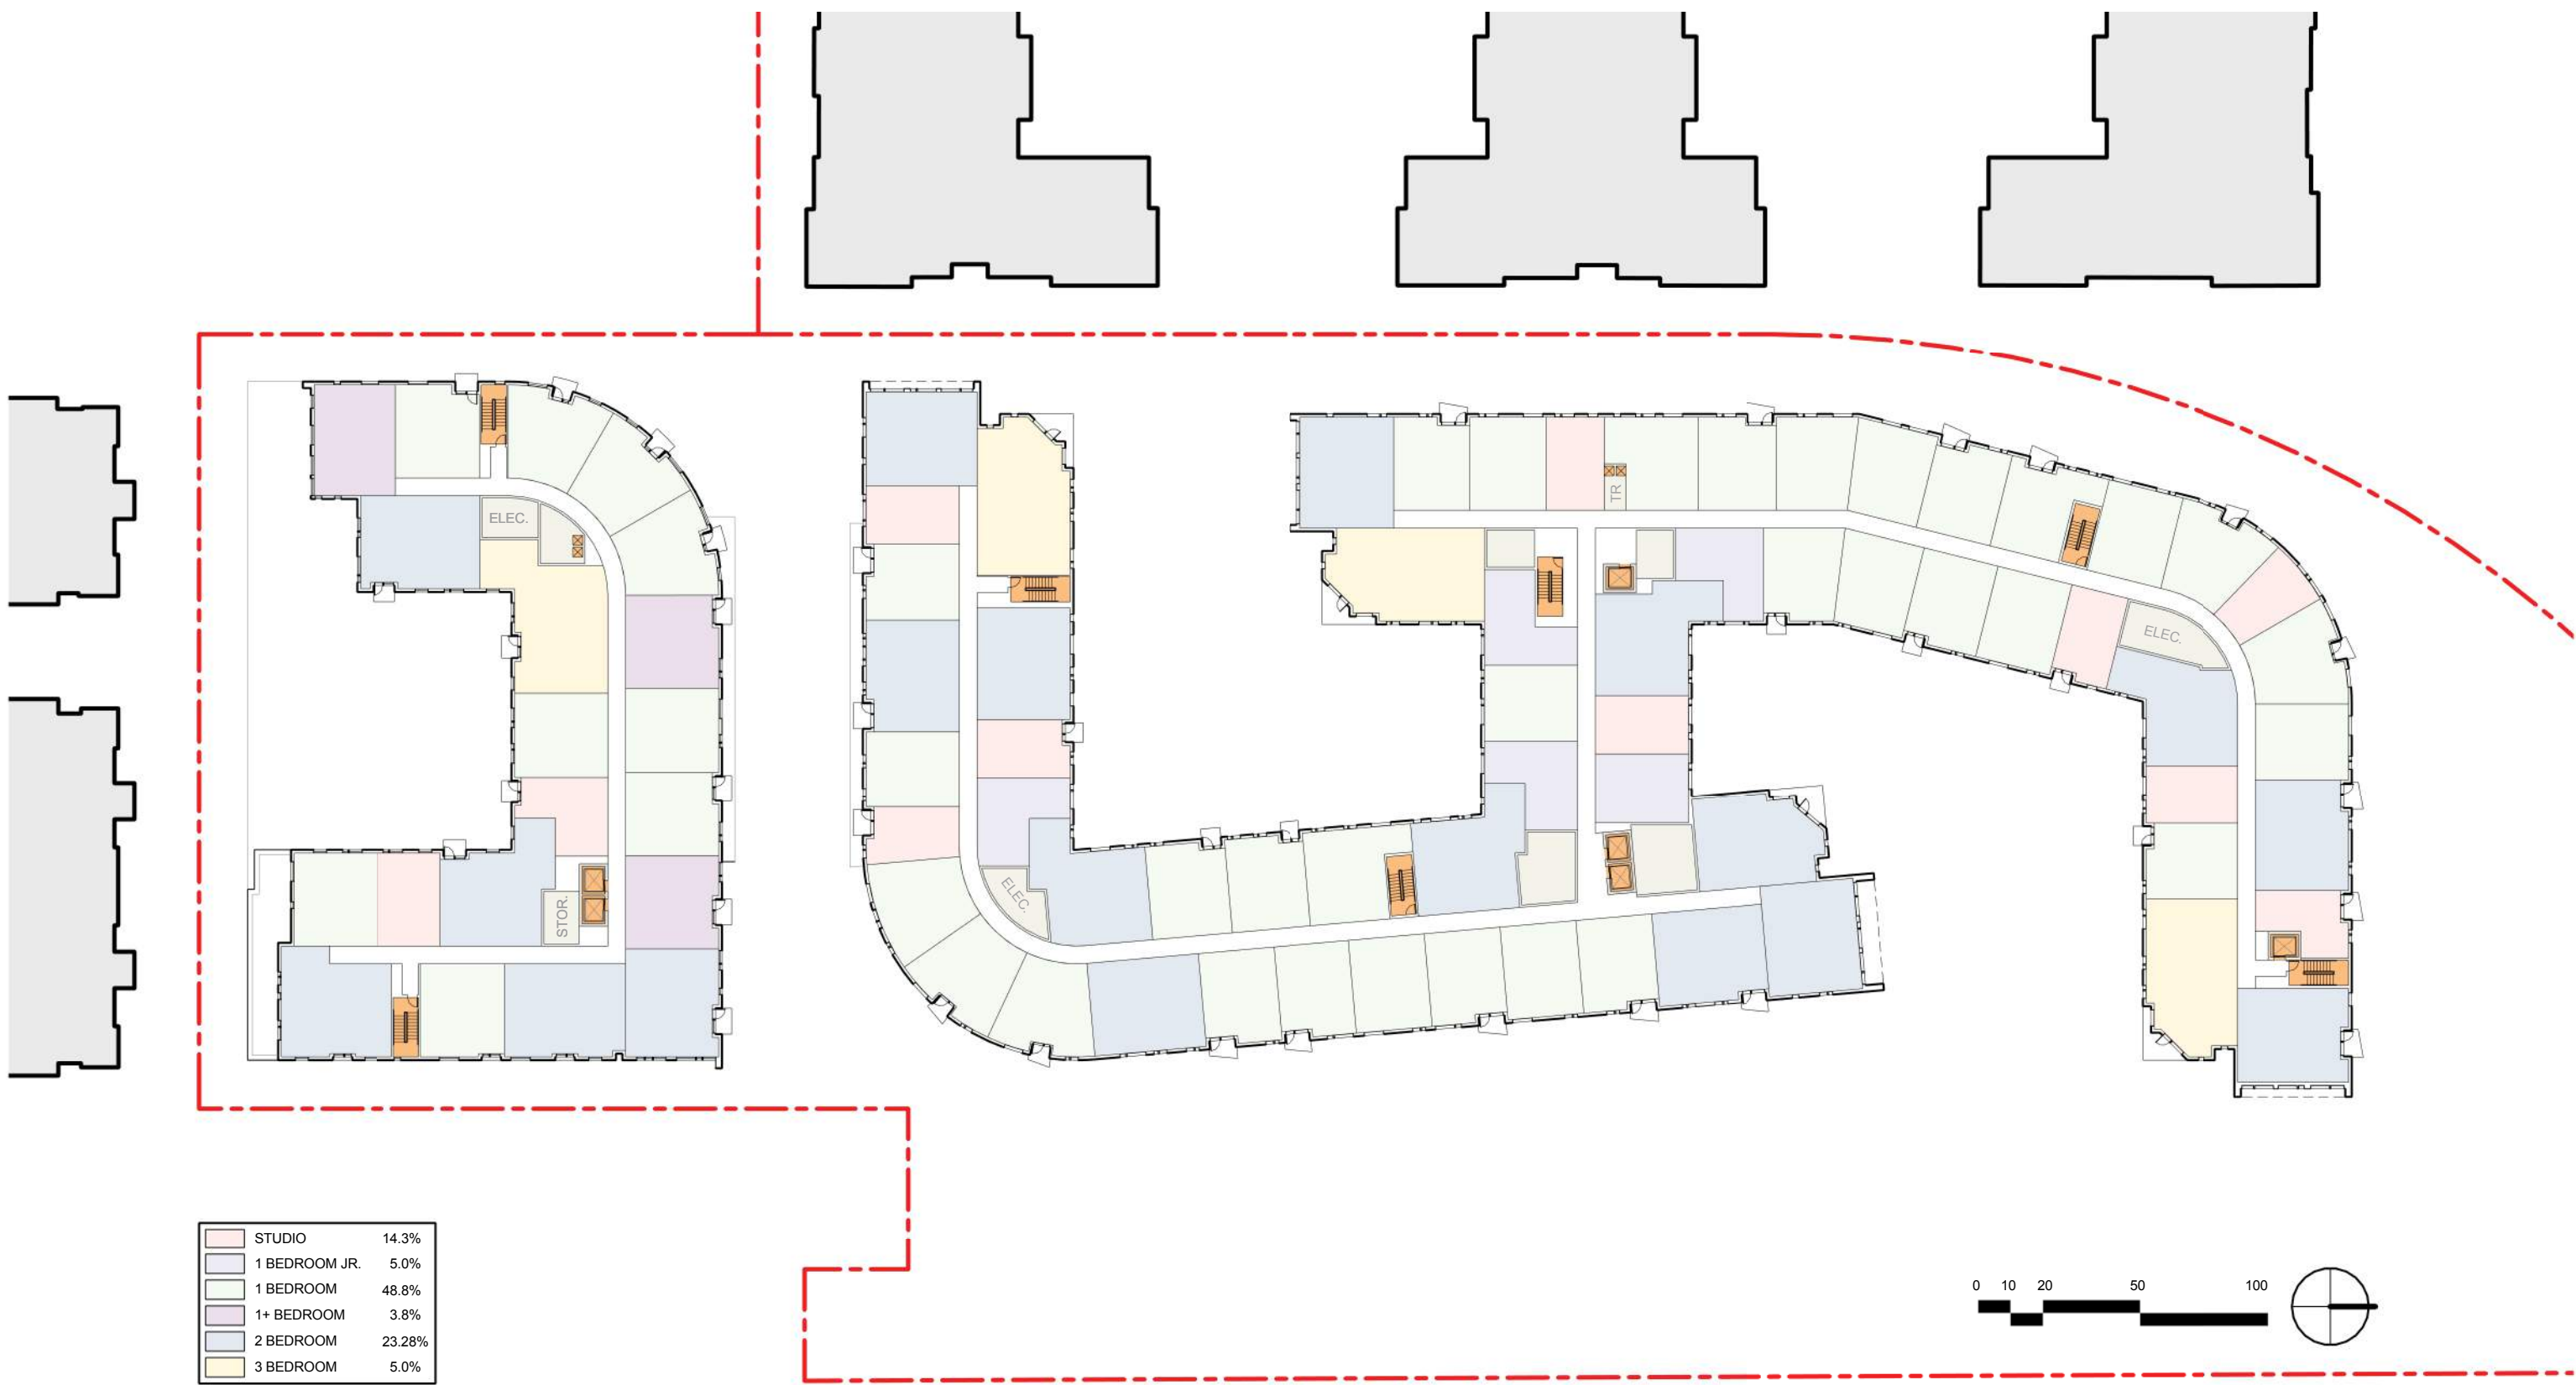 TR
ELEC.
ELEC.
ELEC.
STOR.
STUDIO 14.3%
1 BEDROOM JR. 5.0%
1 BEDROOM 48.8%
1+ BEDROOM 3.8%
2 BEDROOM 23.28%
3 BEDROOM 5.0%
0 10 20 50 100